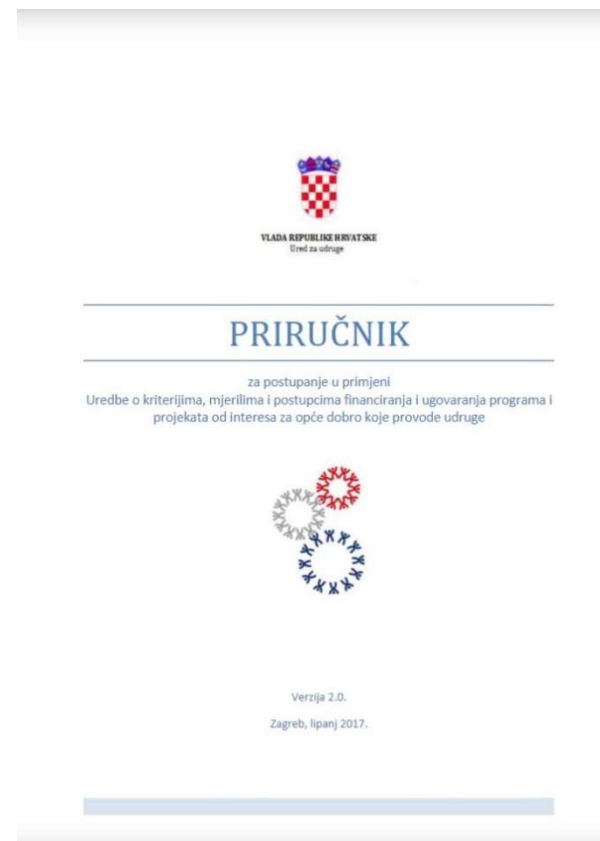 VLADA REPUBLIKE HRVATSKE
Ured za udruge
PRIRUČNIK
za postupanje u primjeni
Uredbe o kriterijima, mjerilima i postupcima financiranja i ugovaranja programa i
projekata od interesa za opće dobro koje provode udruge
Verzija 2.0.
Zagreb, lipanj 2017.